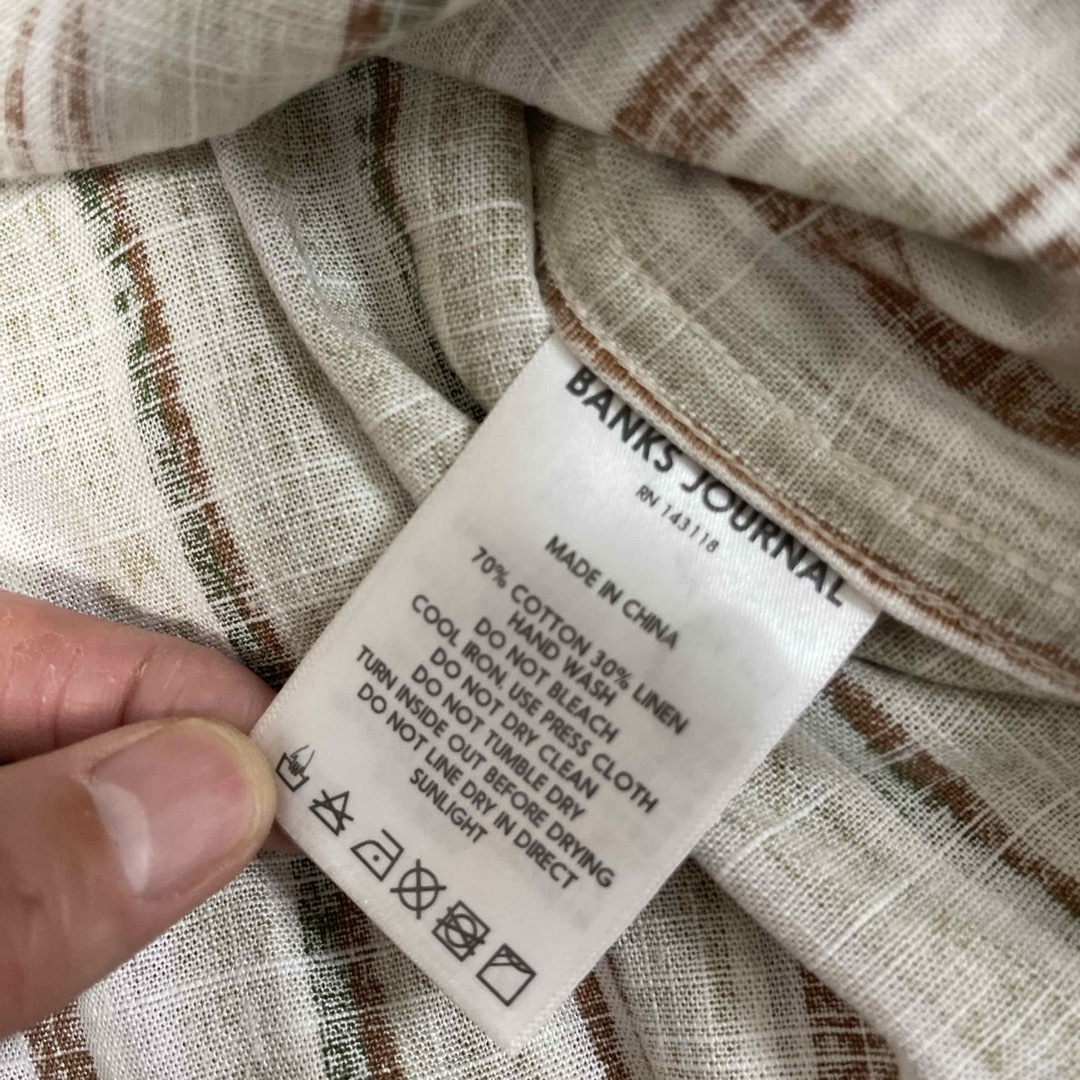 BANKS JOURNAL
RN 143118
MADE IN CHINA
70% COTTON 30% LINEN
HAND WASH
DO NOT BLEACH
COOL IRON, USE PRESS CLOTH
DO NOT DRY CLEAN
DO NOT TUMBLE DRY
TURN INSIDE OUT BEFORE DRYING
DO NOT LINE DRY IN DIRECT
SUNLIGHT